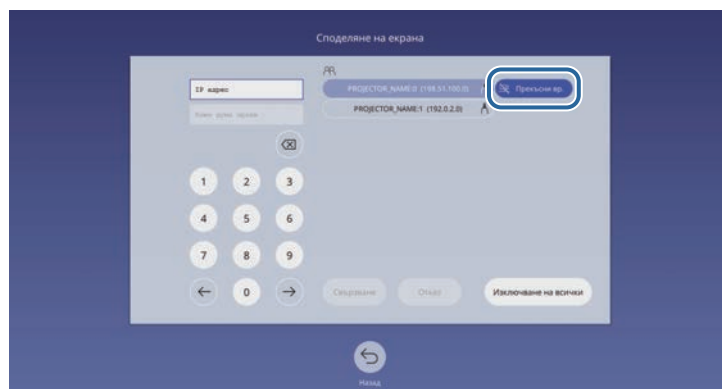 Споделяне на екрана
IP адрес
PROJECTOR_NAME:0 (198.51.100.0)
Прекъсни вр.
PROJECTOR_NAME:1 (192.0.2.0)
1 2 3
4 5 6
7 8 9
← 0 →
Свързване
Отказ
Изключване на всички
Назад